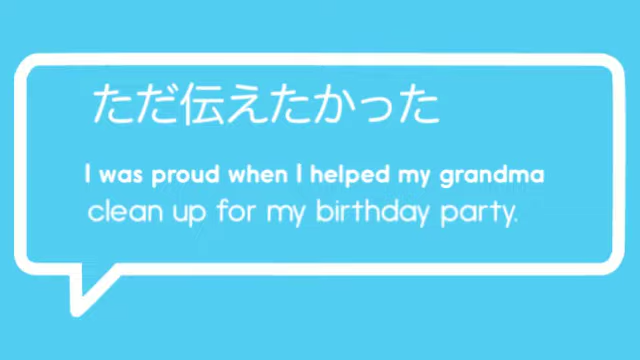 ただ伝えたかった
I was proud when I helped my grandma
clean up for my birthday party.